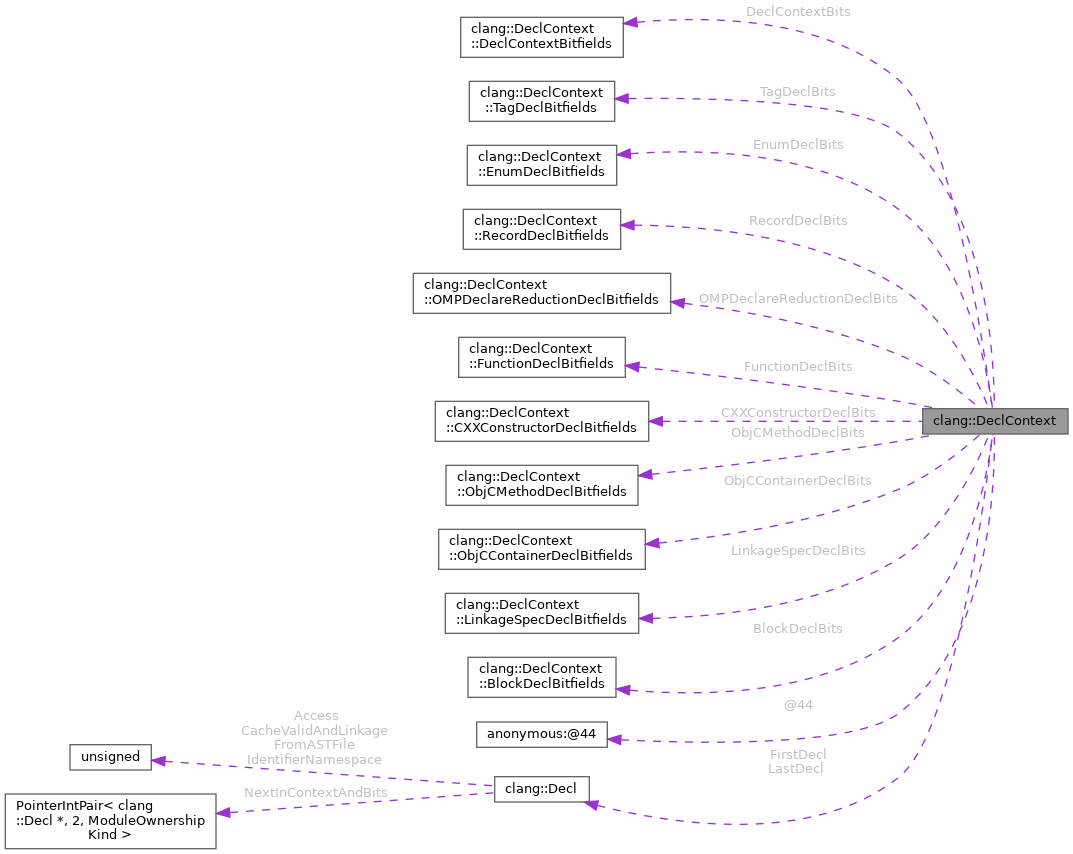 DeclContextBits
clang::DeclContext
::DeclContextBitfields
TagDeclBits
clang::DeclContext
::TagDeclBitfields
EnumDeclBits
clang::DeclContext
::EnumDeclBitfields
RecordDeclBits
clang::DeclContext
::RecordDeclBitfields
OMPDeclareReductionDeclBits
clang::DeclContext
::OMPDeclareReductionDeclBitfields
FunctionDeclBits
clang::DeclContext
::FunctionDeclBitfields
CXXConstructorDeclBits
clang::DeclContext
clang::DeclContext
::CXXConstructorDeclBitfields
ObjCMethodDeclBits
clang::DeclContext
::ObjCMethodDeclBitfields
ObjCContainerDeclBits
clang::DeclContext
::ObjCContainerDeclBitfields
LinkageSpecDeclBits
clang::DeclContext
::LinkageSpecDeclBitfields
BlockDeclBits
clang::DeclContext
::BlockDeclBitfields
@44
anonymous:@44
FirstDecl
LastDecl
clang::Decl
Access
CacheValidAndLinkage
FromASTFile
IdentifierNamespace
unsigned
NextInContextAndBits
PointerIntPair< clang
::Decl *, 2, ModuleOwnership
Kind >